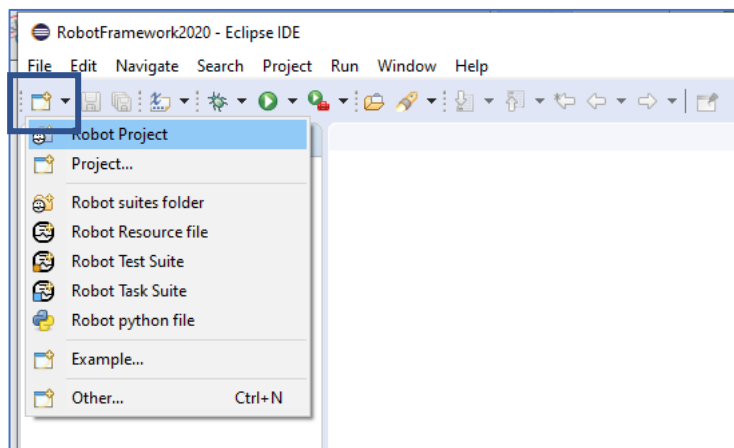 RobotFramework2020 - Eclipse IDE
File Edit Navigate Search Project Run Window Help
Robot Project
Project...
Robot suites folder
Robot Resource file
Robot Test Suite
Robot Task Suite
Robot python file
Example...
Other... Ctrl+N